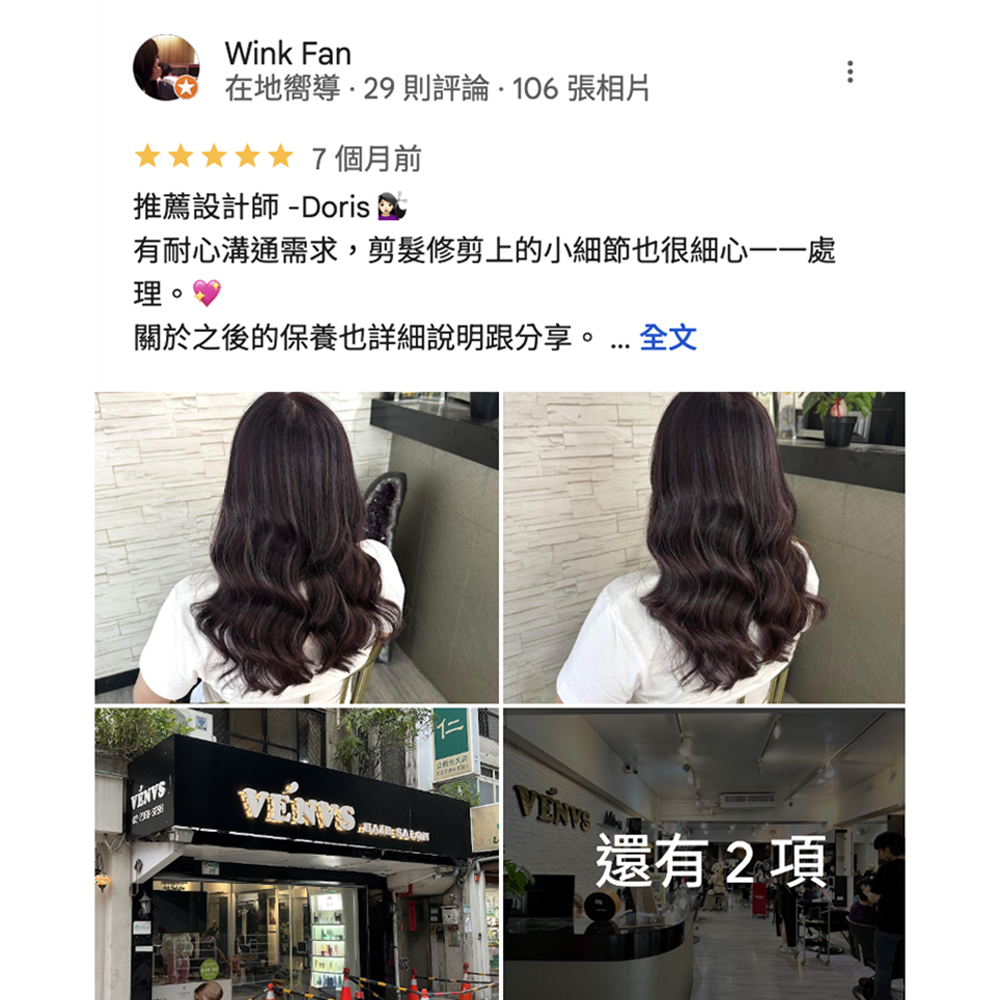 Wink Fan
在地嚮導 · 29 則評論 · 106 張相片
★★★★★ 7 個月前
推薦設計師 -Doris💇🏻‍♀️
有耐心溝通需求，剪髮修剪上的小細節也很細心一一處
理。💖
關於之後的保養也詳細說明跟分享。 ... 全文
VÉNVS
VÉNVS HAIR SALON
仁
VÉNVS
還有 2 項